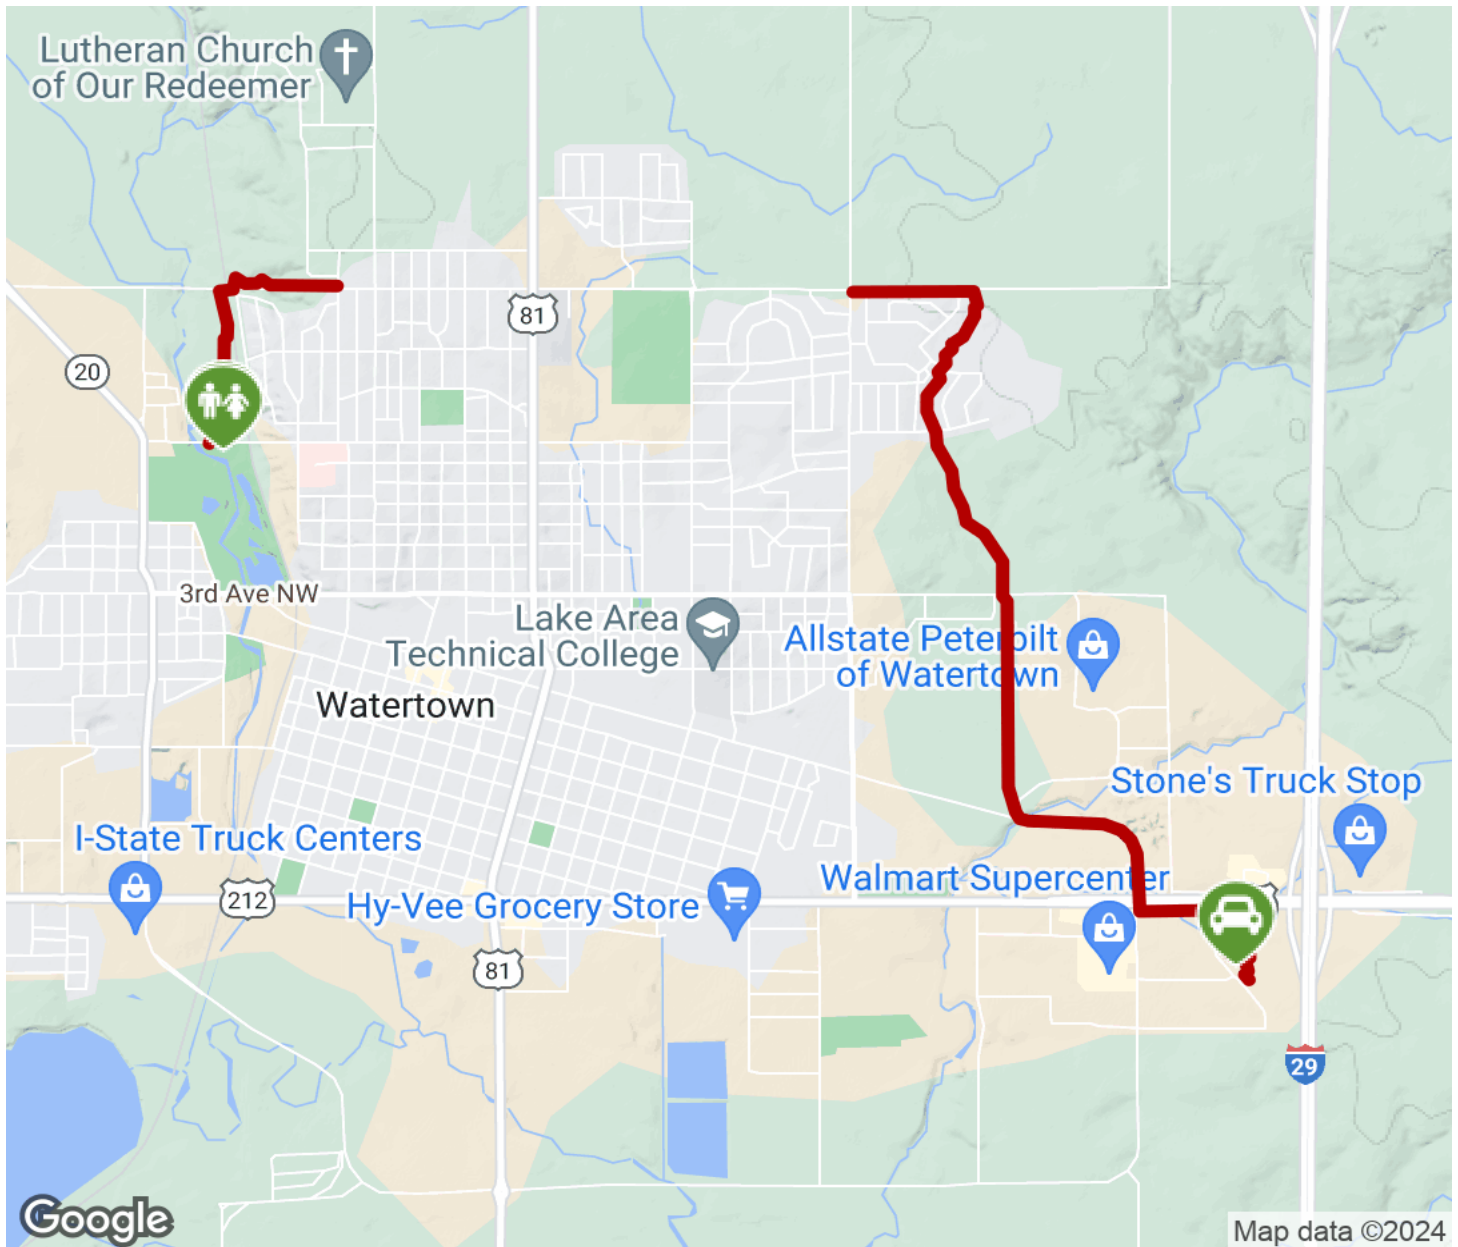 Lutheran Church
of Our Redeemer
81
20
3rd Ave NW
Lake Area
Technical College
Allstate Peterbilt
of Watertown
Watertown
Stone's Truck Stop
I-State Truck Centers
Walmart Supercenter
212
Hy-Vee Grocery Store
81
29
Google
Map data ©2024